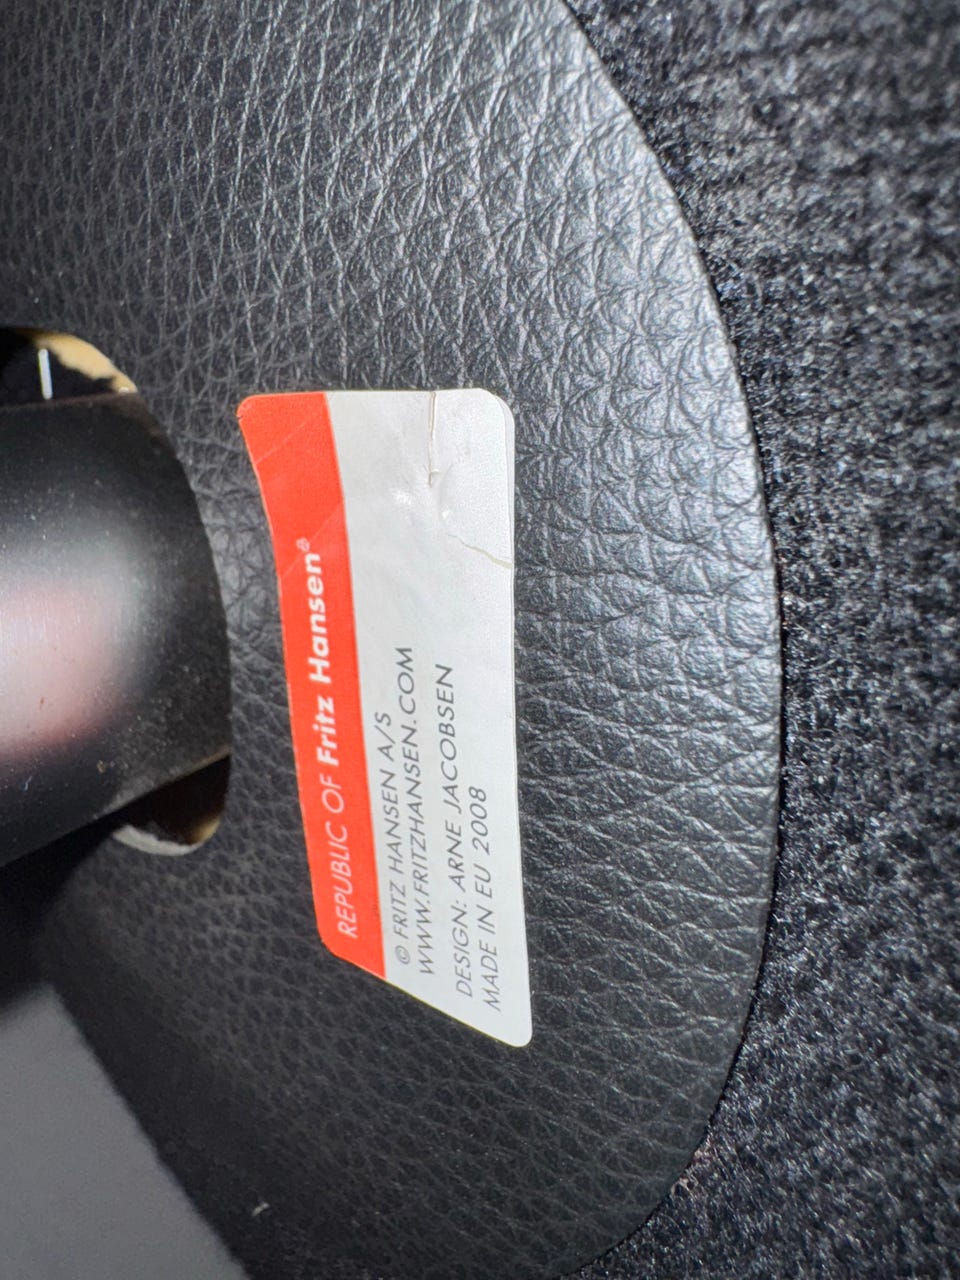 REPUBLIC OF Fritz Hansen®
© FRITZ HANSEN A/S
WWW.FRITZHANSEN.COM
DESIGN: ARNE JACOBSEN
MADE IN EU 2008